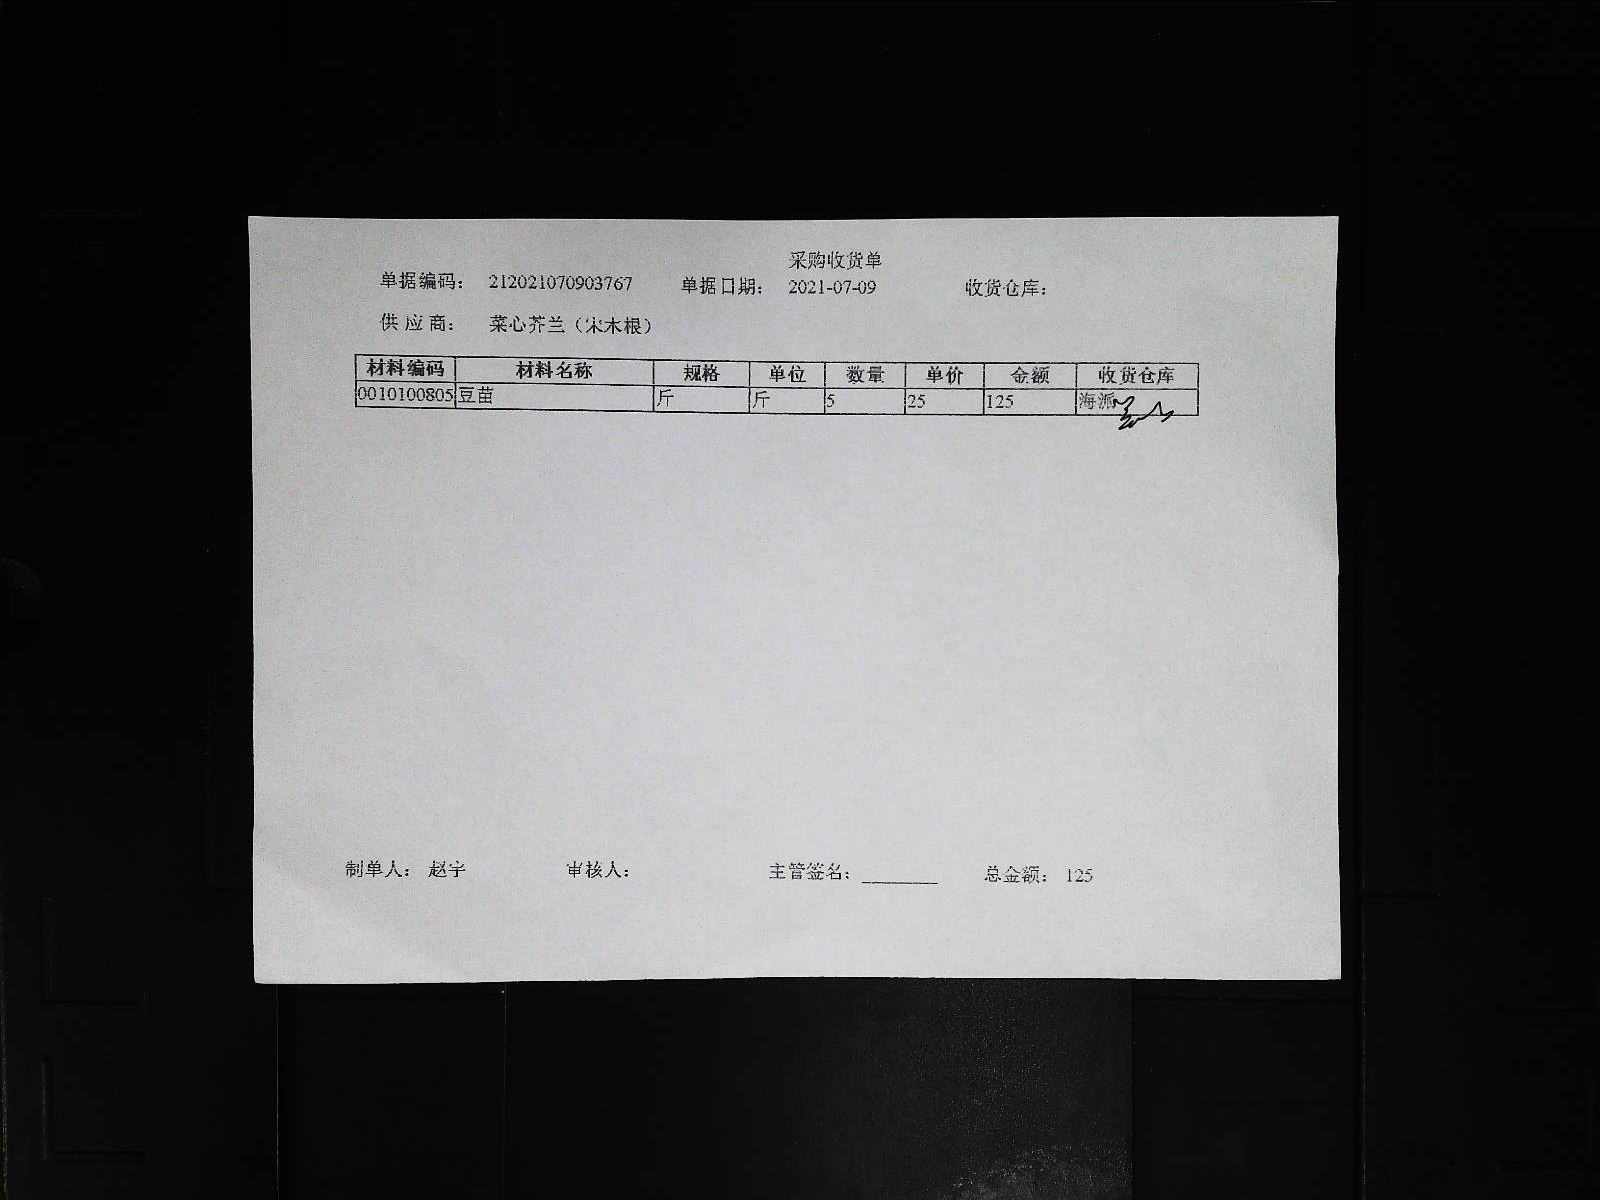 采购收货单
单据编码： 212021070903767 单据日期： 2021-07-09 收货仓库：
供 应 商： 菜心芥兰（宋木根）
材料编码 材料名称 规格 单位 数量 单价 金额 收货仓库
0010100805 豆苗 斤 斤 5 25 125 海派
制单人： 赵宇 审核人： 主管签名： ________ 总金额： 125